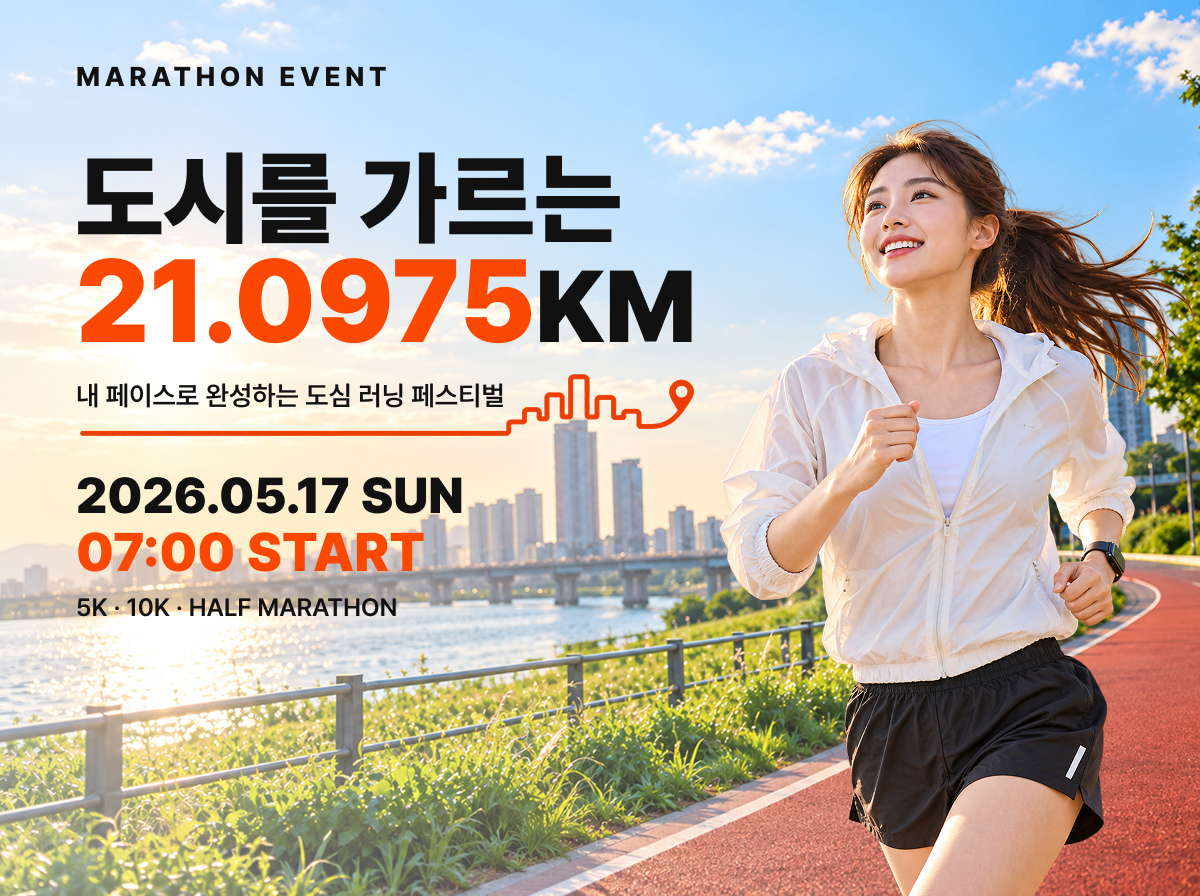 MARATHON EVENT
도시를 가르는
21.0975KM
내 페이스로 완성하는 도심 러닝 페스티벌
2026.05.17 SUN
07:00 START
5K · 10K · HALF MARATHON